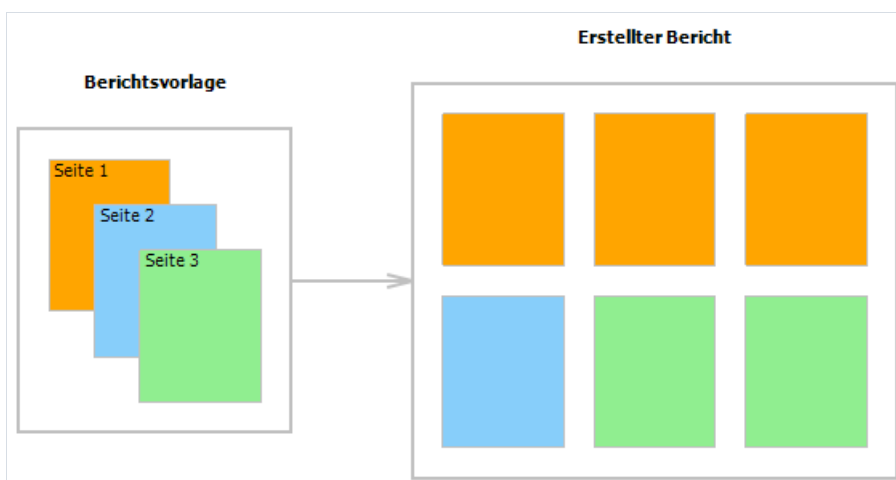 Erstellter Bericht
Berichtsvorlage
Seite 1
Seite 2
Seite 3